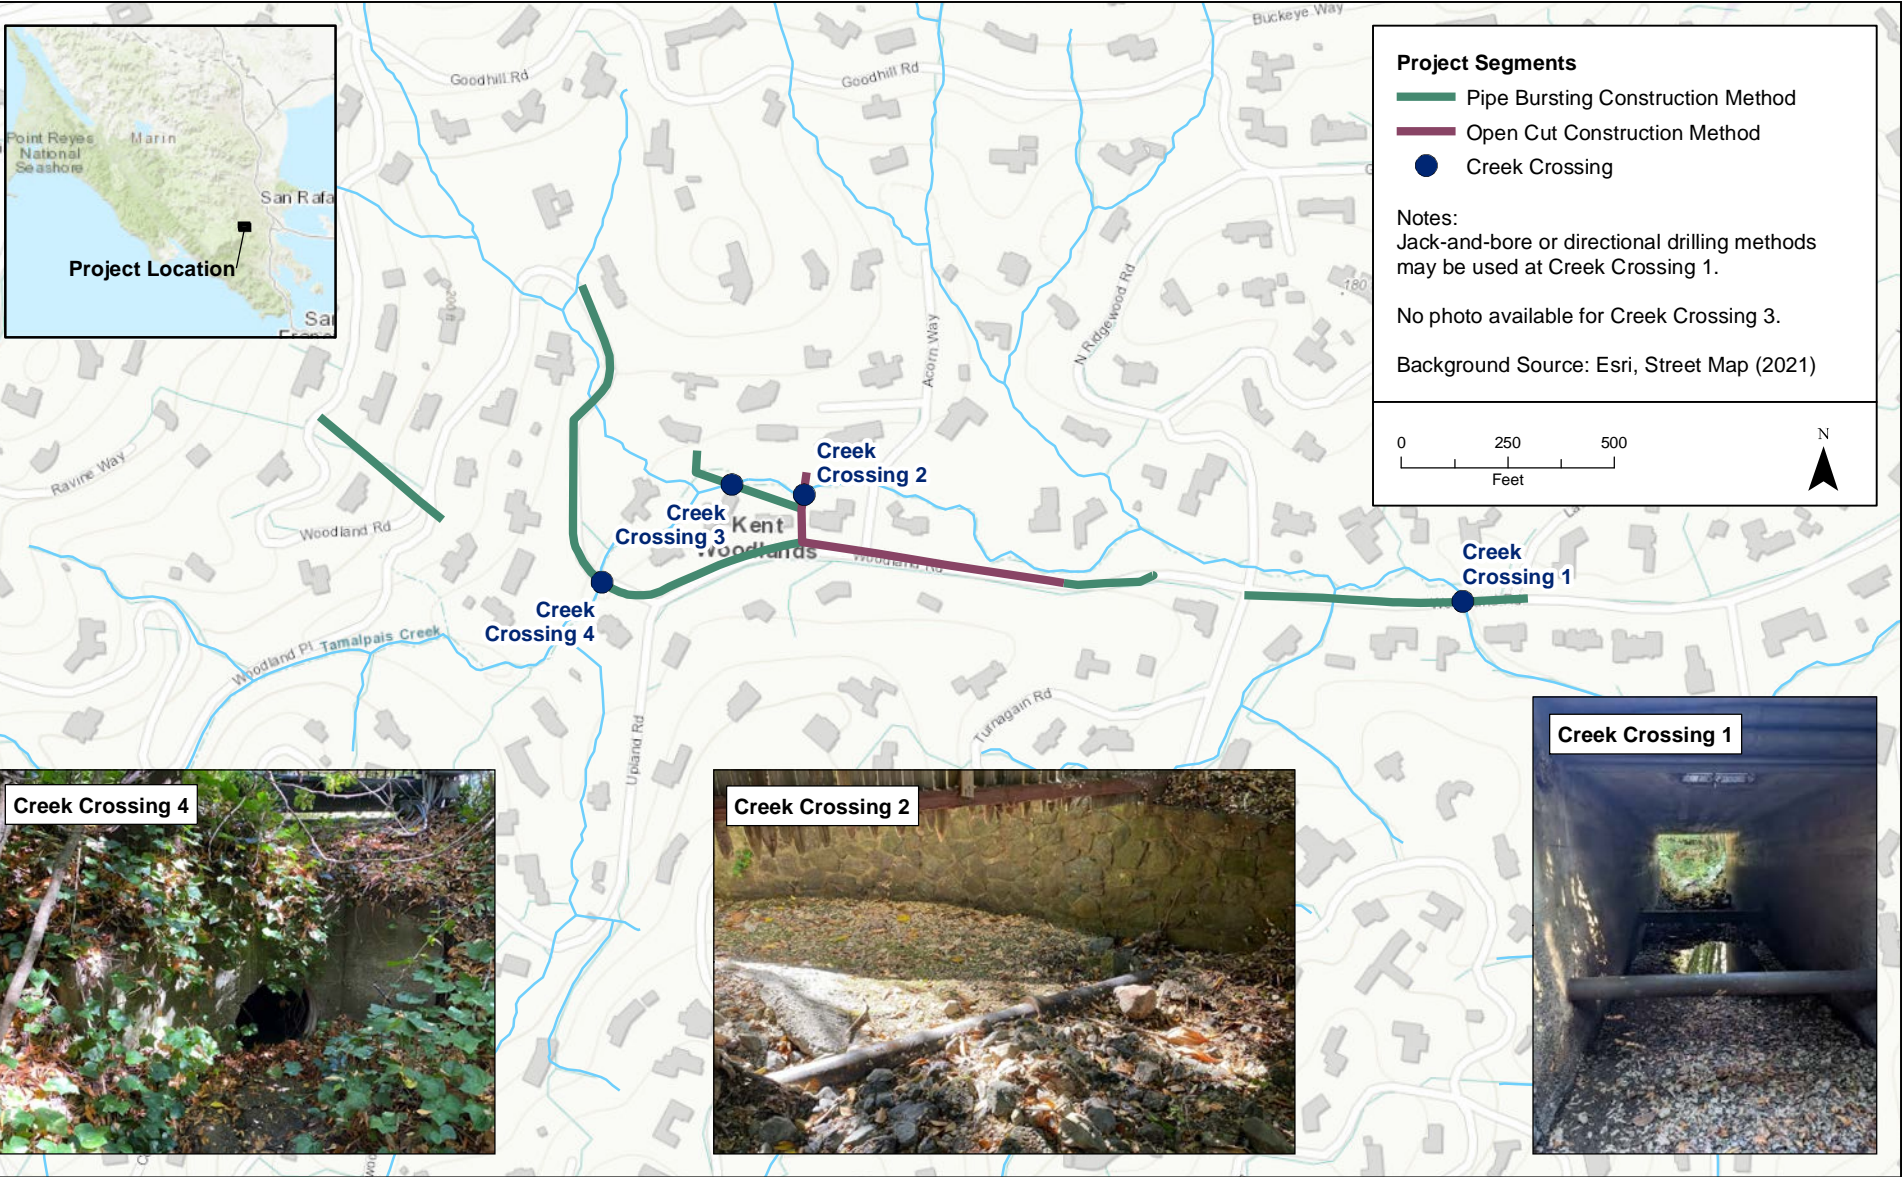 Buckeye Way
Goodhill Rd
Goodhill Rd
Point Reyes
National
Seashore
Marin
San Rafa
Project Location
Project Segments
Pipe Bursting Construction Method
Open Cut Construction Method
Creek Crossing
Notes:
Jack-and-bore or directional drilling methods
may be used at Creek Crossing 1.
No photo available for Creek Crossing 3.
Background Source: Esri, Street Map (2021)
0 250 500
Feet
N
200 ft
180
N Ridgewood Rd
Acorn Way
Ravine Way
Woodland Rd
Creek
Crossing 2
Creek
Crossing 3
Kent
Woodlands
Woodland Rd
Creek
Crossing 1
Creek
Crossing 4
Woodland Pl
Tamalpais Creek
Upland Rd
Turnagain Rd
Creek Crossing 4
Creek Crossing 2
Creek Crossing 1